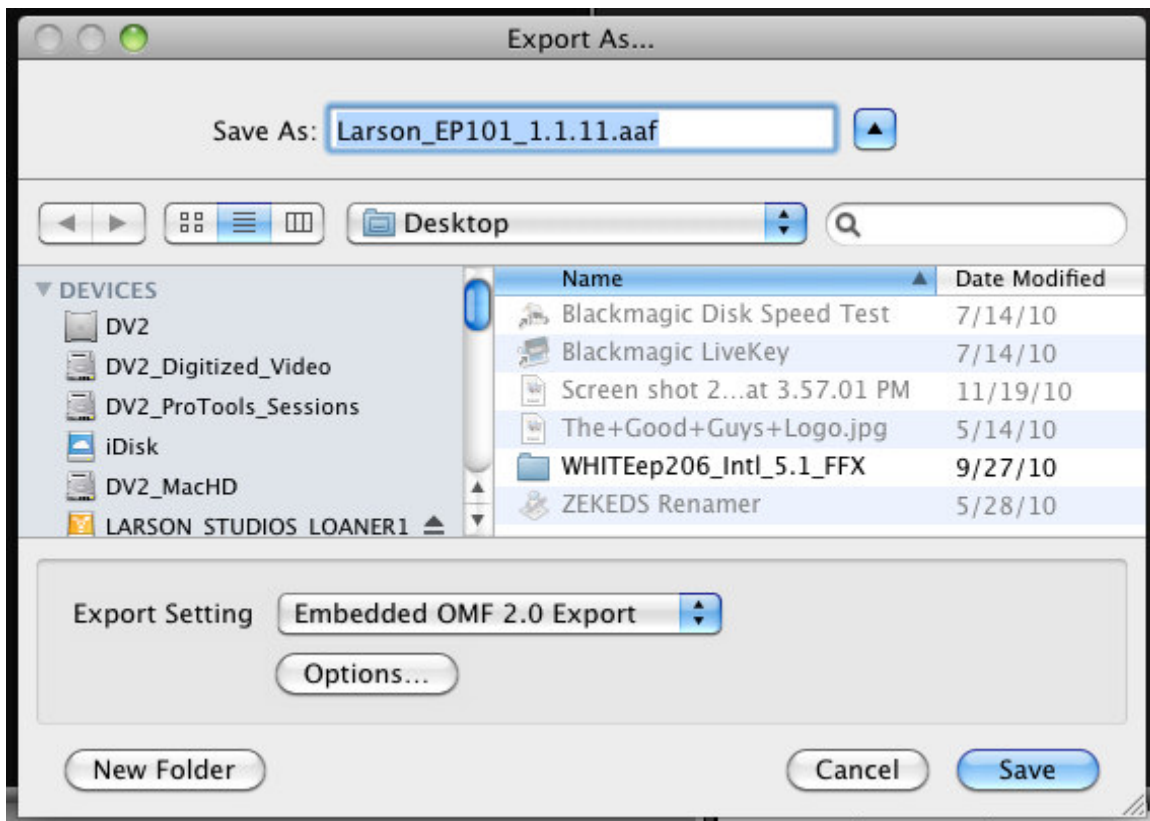 Export As...
Save As: Larson_EP101_1.1.11.aaf
Desktop
DEVICES
DV2
DV2_Digitized_Video
DV2_ProTools_Sessions
iDisk
DV2_MacHD
LARSON STUDIOS LOANER1
Name Date Modified
Blackmagic Disk Speed Test 7/14/10
Blackmagic LiveKey 7/14/10
Screen shot 2...at 3.57.01 PM 11/19/10
The+Good+Guys+Logo.jpg 5/14/10
WHITEep206_Intl_5.1_FFX 9/27/10
ZEKEDS Renamer 5/28/10
Export Setting Embedded OMF 2.0 Export
Options...
New Folder Cancel Save